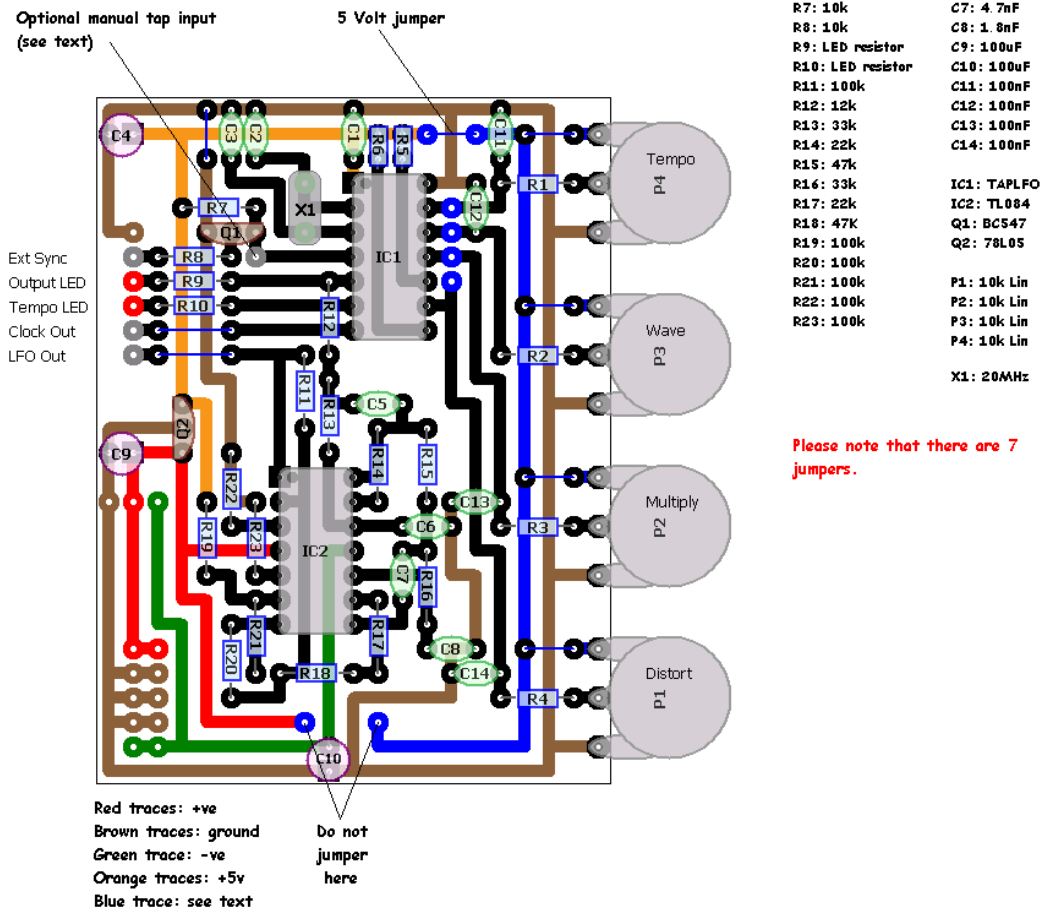 Optional manual tap input
(see text)
5 Volt jumper
R7: 10k
R8: 10k
R9: LED resistor
R10: LED resistor
R11: 100k
R12: 12k
R13: 33k
R14: 22k
R15: 47k
R16: 33k
R17: 22k
R18: 47K
R19: 100k
R20: 100k
R21: 100k
R22: 100k
R23: 100k
C7: 4.7nF
C8: 1.8nF
C9: 100uF
C10: 100uF
C11: 100nF
C12: 100nF
C13: 100nF
C14: 100nF
IC1: TAPLFO
IC2: TL084
Q1: BC547
Q2: 78L05
P1: 10k Lin
P2: 10k Lin
P3: 10k Lin
P4: 10k Lin
X1: 20MHz
Please note that there are 7
jumpers.
C4
C3
C2
C1
R6
R5
C11
Tempo
P4
R1
C12
X1
R7
Q1
IC1
Ext Sync
R8
Output LED
R9
Tempo LED
R10
Clock Out
LFO Out
R12
Wave
P3
R2
R11
R13
C5
Q2
C9
R14
R15
R22
C13
Multiply
P2
R3
R19
R23
IC2
C6
C7
R16
R21
R20
R17
C8
R18
C14
Distort
P1
R4
C10
Red traces: +ve
Brown traces: ground
Green trace: -ve
Orange traces: +5v
Blue trace: see text
Do not
jumper
here